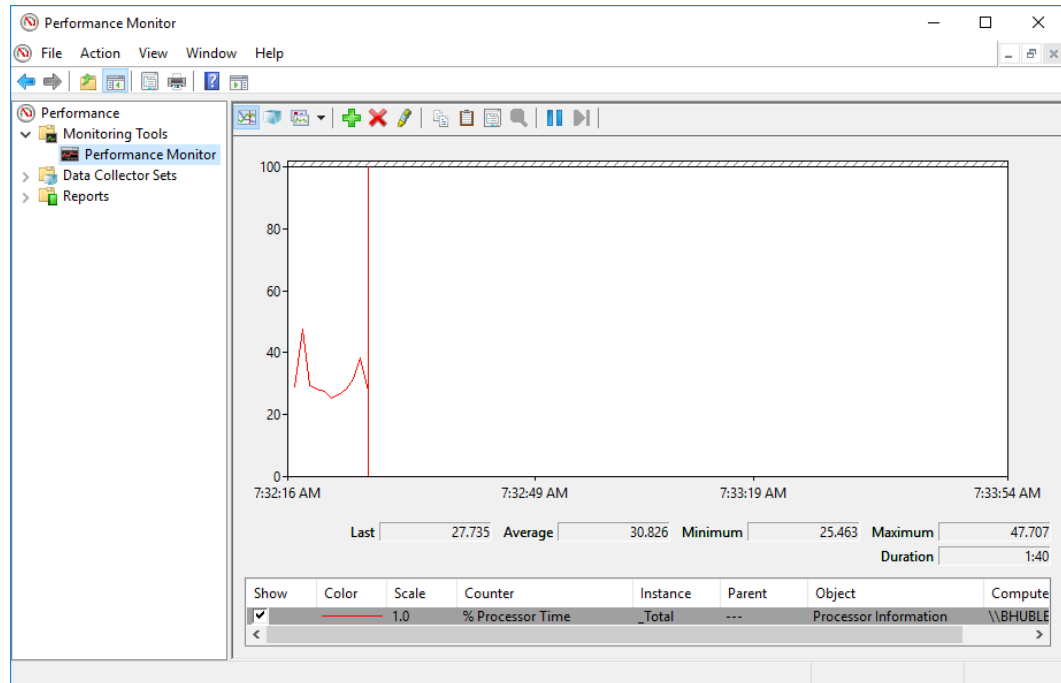 Performance Monitor
File Action View Window Help
Performance
Monitoring Tools
Performance Monitor
Data Collector Sets
Reports
100
80
60
40
20
0
7:32:16 AM 7:32:49 AM 7:33:19 AM 7:33:54 AM
Last 27.735 Average 30.826 Minimum 25.463 Maximum 47.707
Duration 1:40
Show Color Scale Counter Instance Parent Object Compute
1.0 % Processor Time _Total --- Processor Information \\BHUBLE